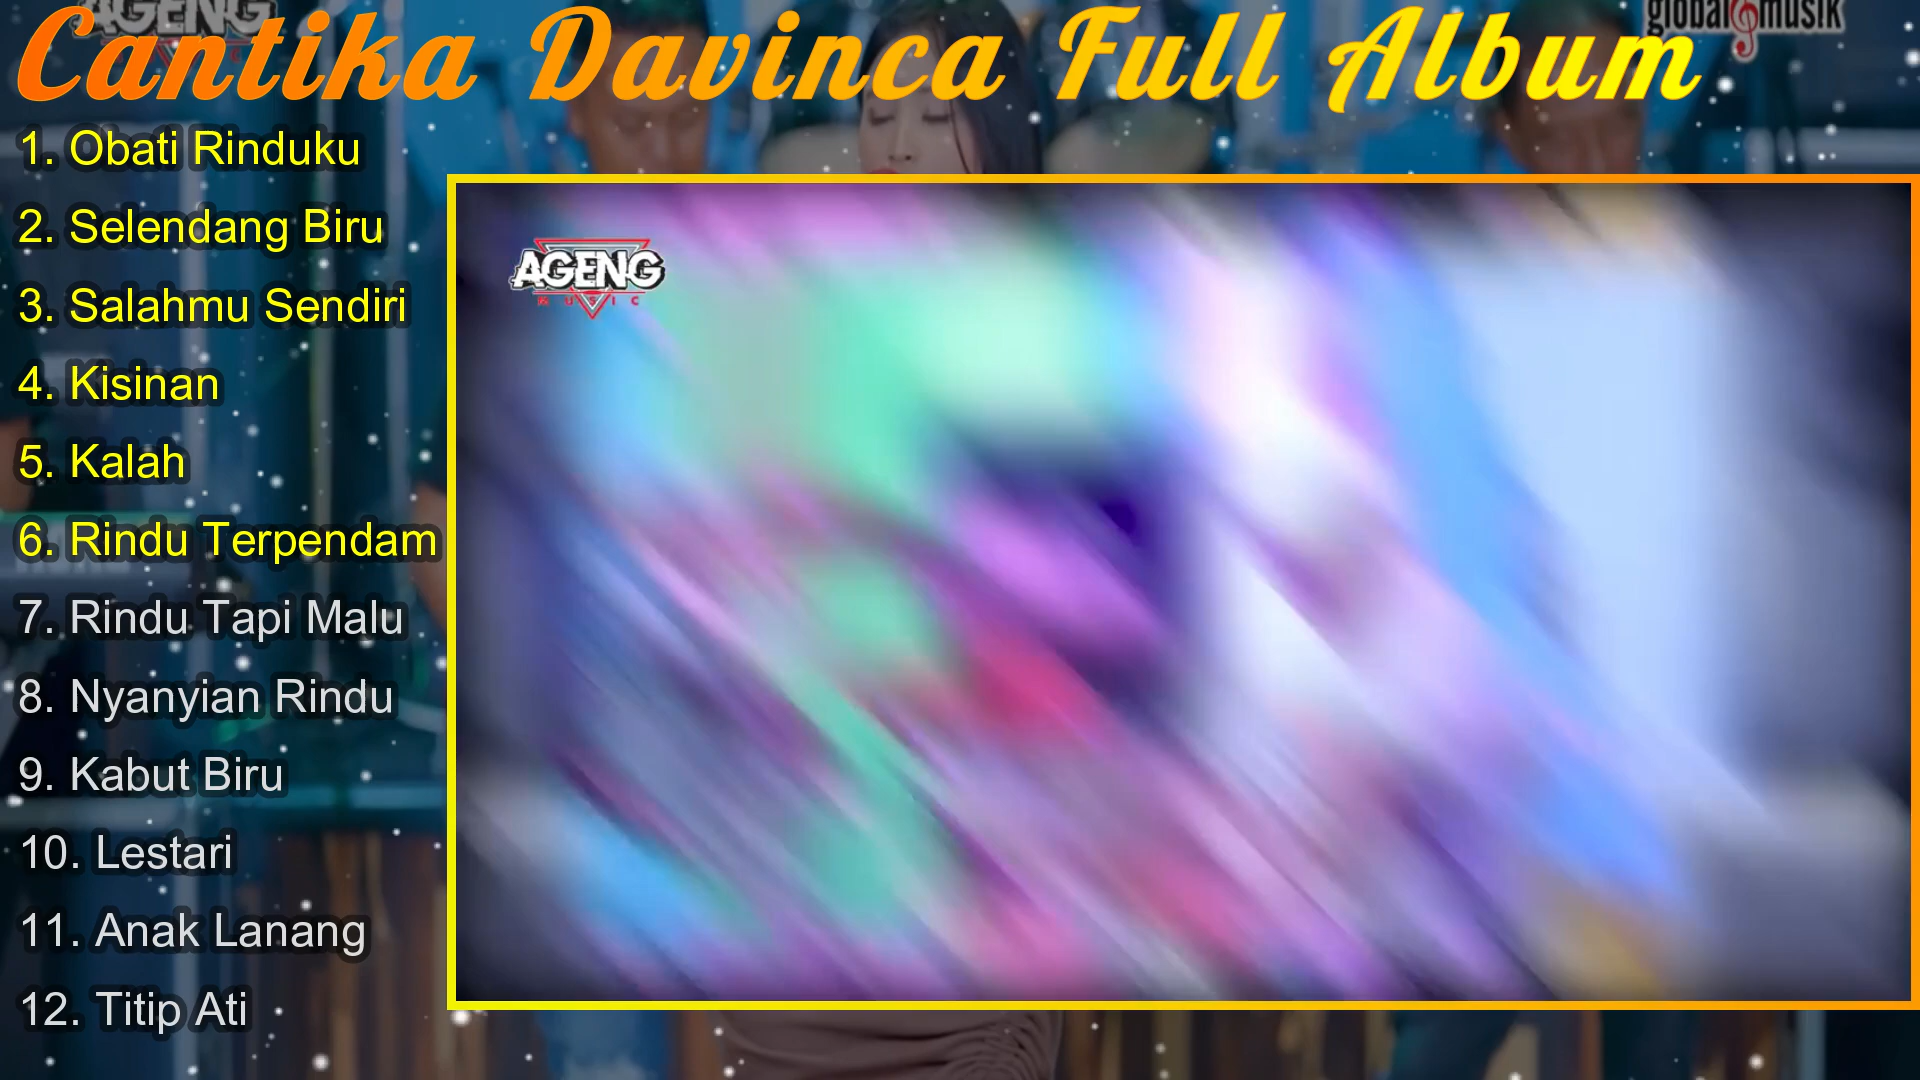 Cantika Davinca Full Album
AGENG
global musik
1. Obati Rinduku
2. Selendang Biru
3. Salahmu Sendiri
4. Kisinan
5. Kalah
6. Rindu Terpendam
7. Rindu Tapi Malu
8. Nyanyian Rindu
9. Kabut Biru
10. Lestari
11. Anak Lanang
12. Titip Ati
AGENG
MUSIC